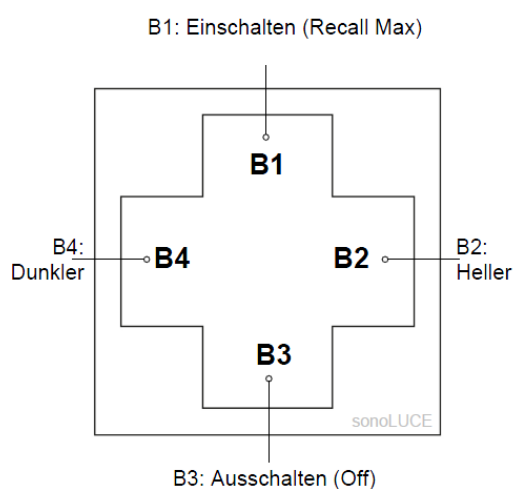 B1: Einschalten (Recall Max)
B1
B4:
Dunkler
B4
B2
B2:
Heller
B3
sonoLUCE
B3: Ausschalten (Off)